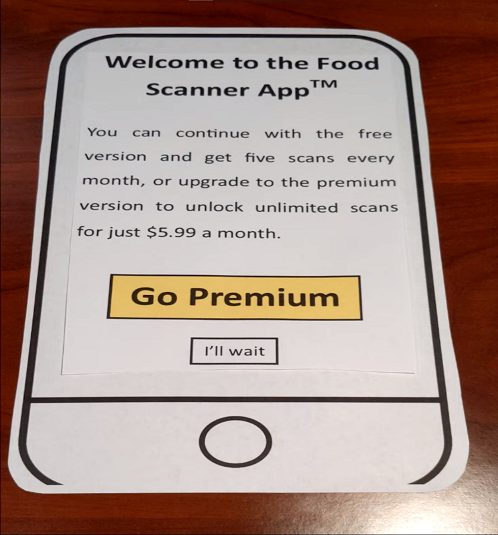 Welcome to the Food
Scanner App™
You can continue with the free
version and get five scans every
month, or upgrade to the premium
version to unlock unlimited scans
for just $5.99 a month.
Go Premium
I'll wait